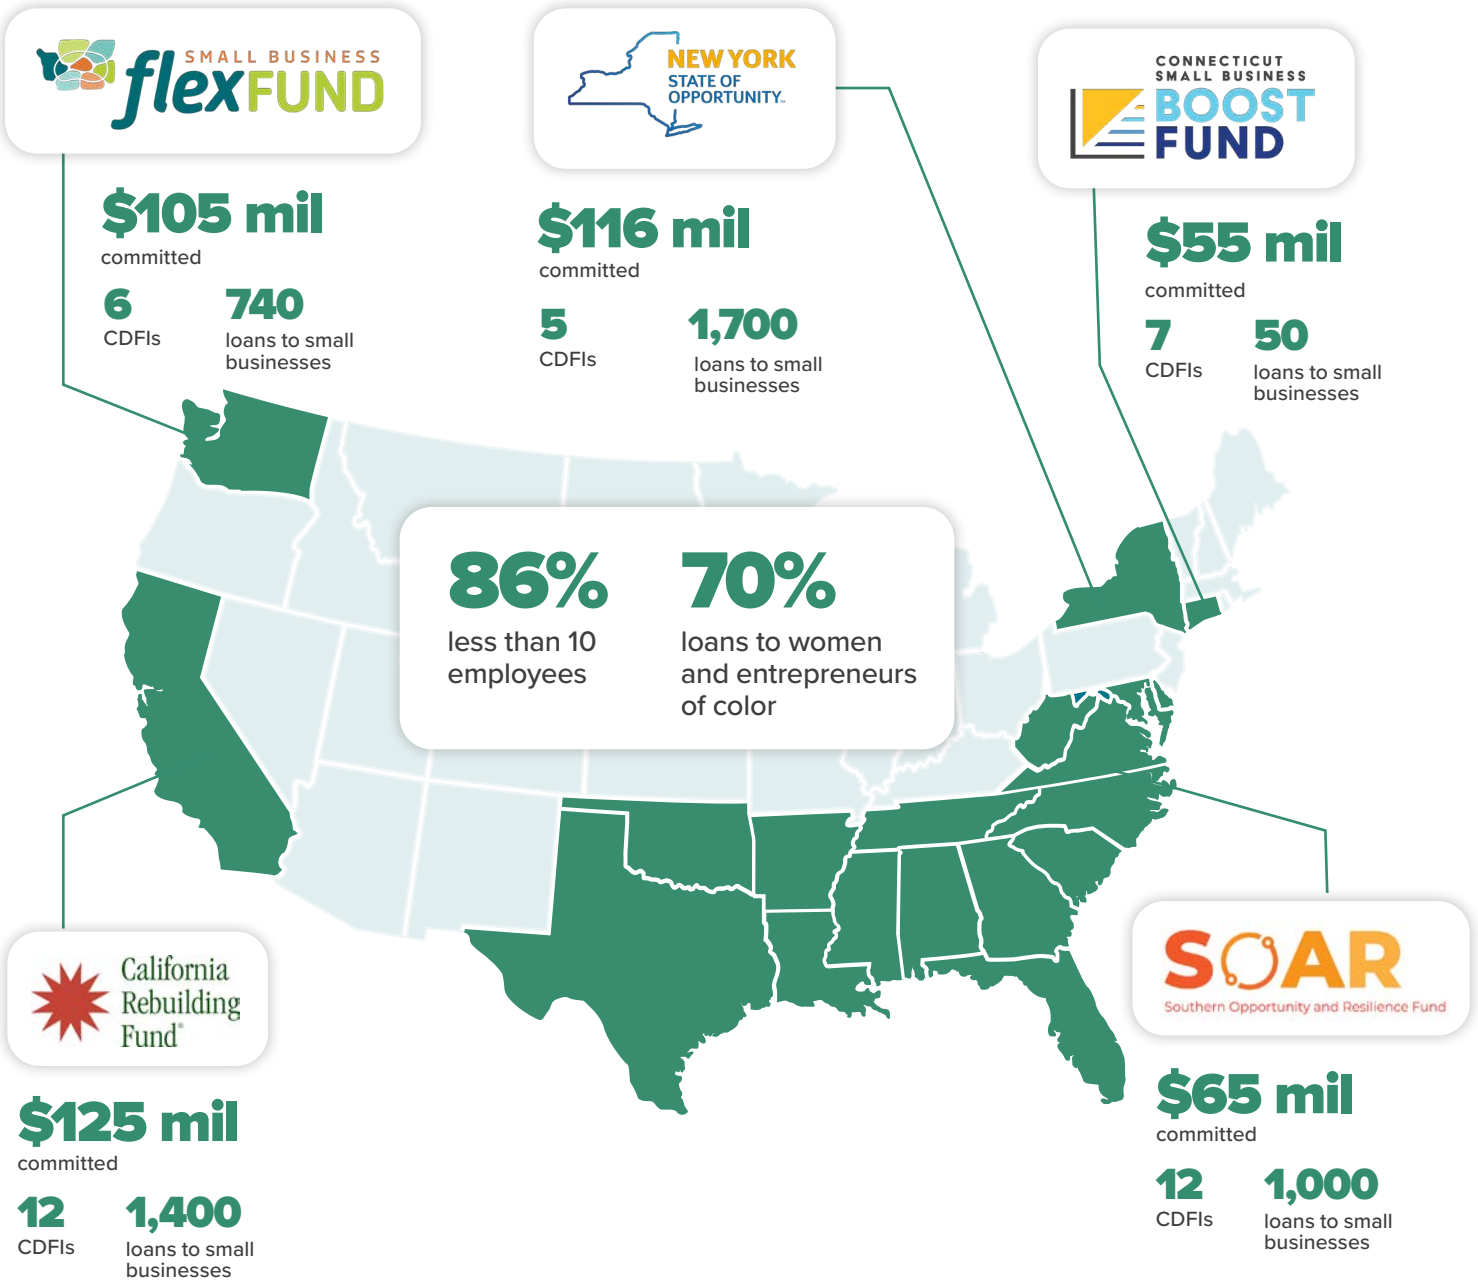 SMALL BUSINESS
flexFUND
$105 mil
committed
6
CDFIs
740
loans to small
businesses
NEW YORK
STATE OF
OPPORTUNITY™
$116 mil
committed
5
CDFIs
1,700
loans to small
businesses
CONNECTICUT
SMALL BUSINESS
BOOST
FUND
$55 mil
committed
7
CDFIs
50
loans to small
businesses
86%
less than 10
employees
70%
loans to women
and entrepreneurs
of color
California
Rebuilding
Fund®
$125 mil
committed
12
CDFIs
1,400
loans to small
businesses
SOAR
Southern Opportunity and Resilience Fund
$65 mil
committed
12
CDFIs
1,000
loans to small
businesses